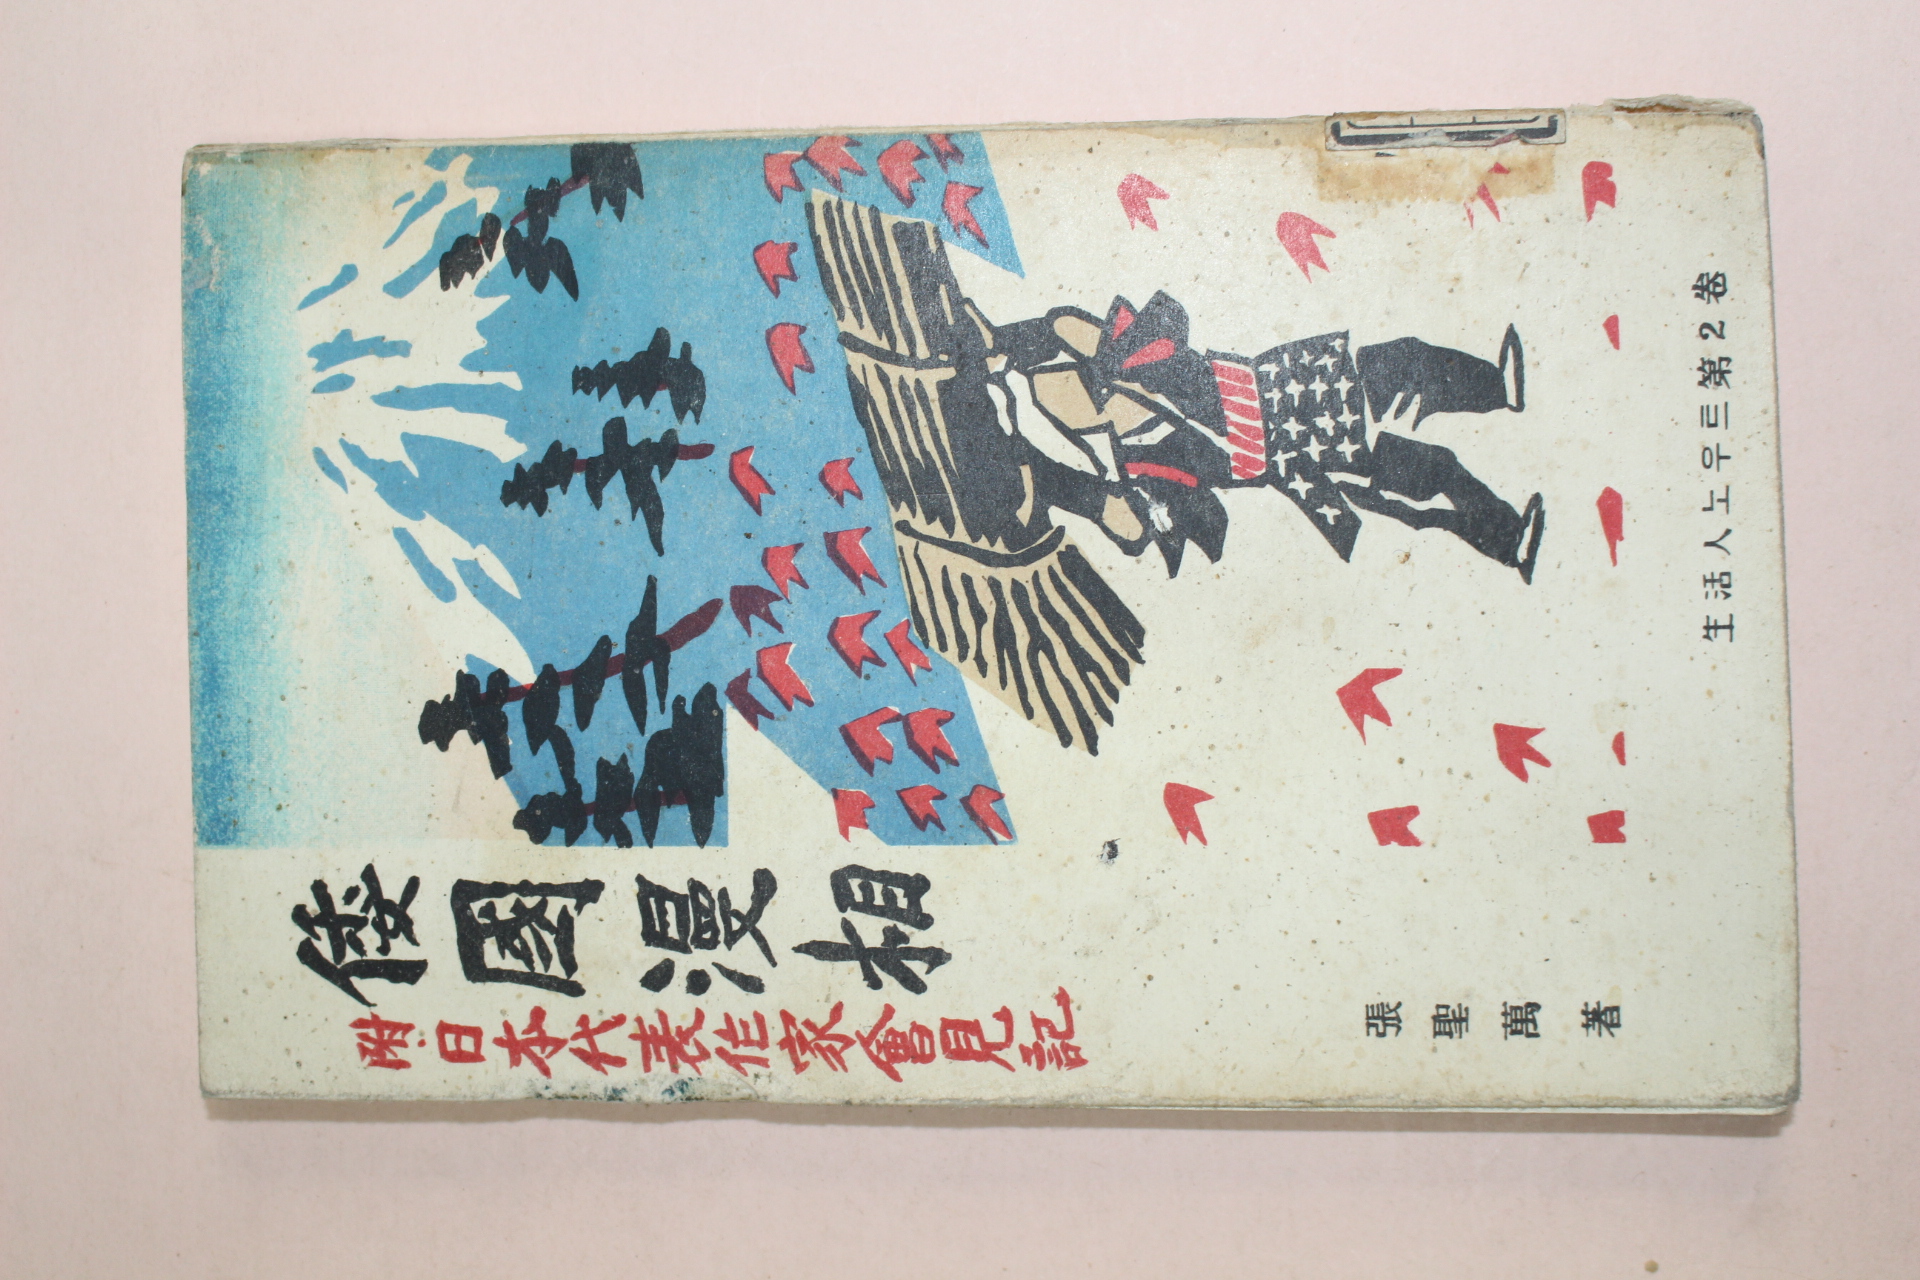 倭國漫相
附·日本代表作家會見記
張聖萬 著
生活人노우트第2卷